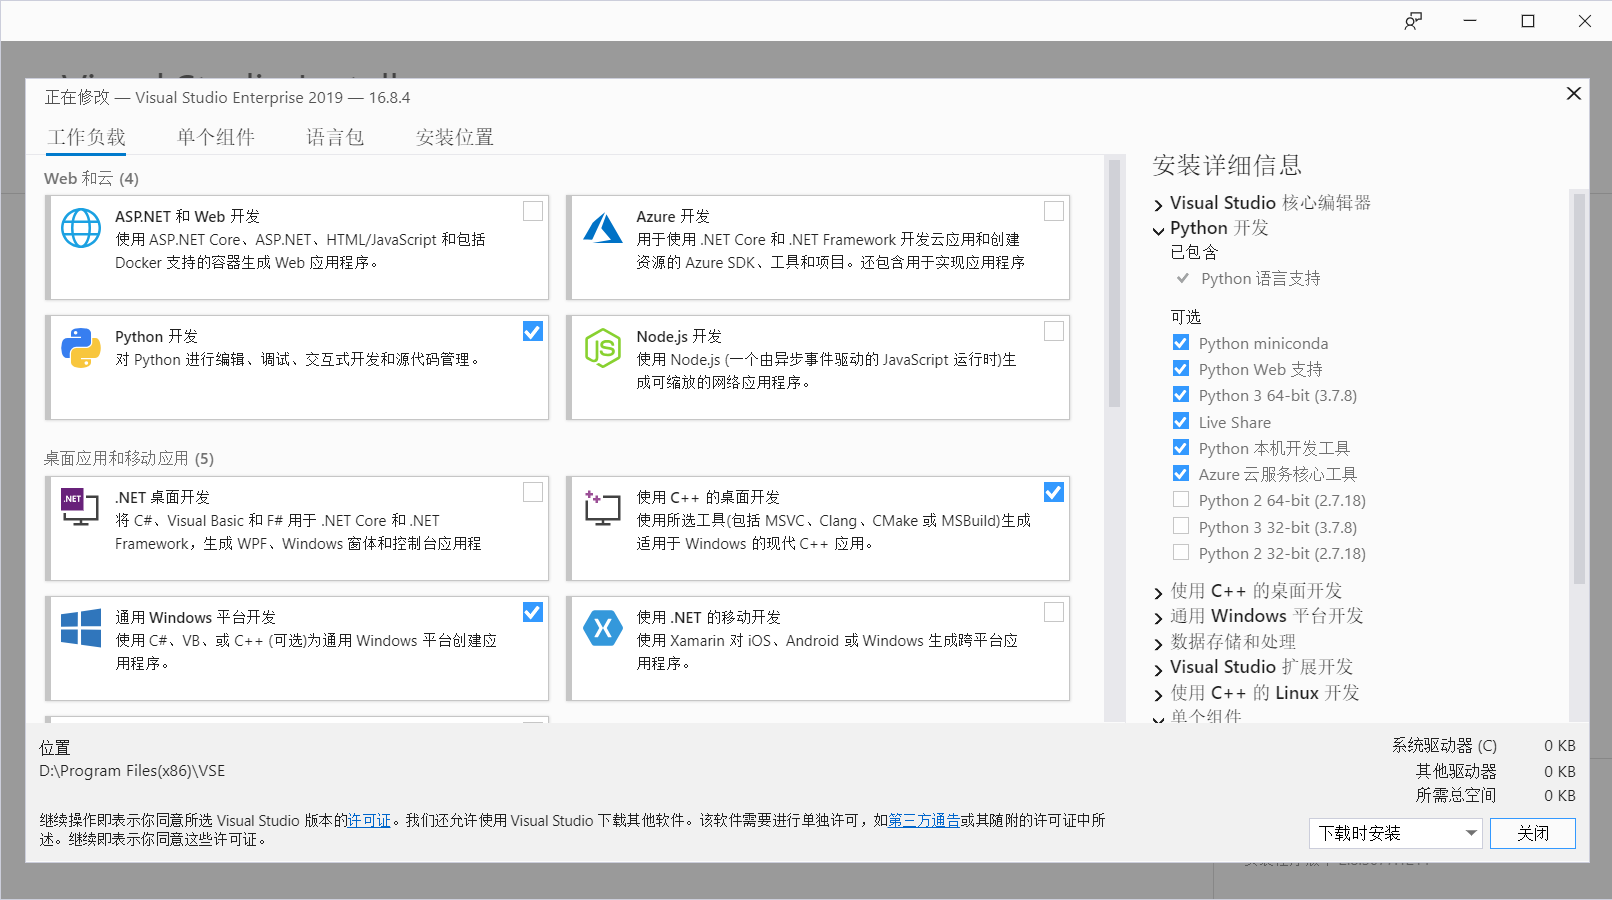 正在修改 — Visual Studio Enterprise 2019 — 16.8.4
工作负载
单个组件
语言包
安装位置
Web 和云 (4)
ASP.NET 和 Web 开发
使用 ASP.NET Core、ASP.NET、HTML/JavaScript 和包括
Docker 支持的容器生成 Web 应用程序。
Azure 开发
用于使用 .NET Core 和 .NET Framework 开发云应用和创建
资源的 Azure SDK、工具和项目。还包含用于实现应用程序
Python 开发
对 Python 进行编辑、调试、交互式开发和源代码管理。
Node.js 开发
使用 Node.js (一个由异步事件驱动的 JavaScript 运行时)生
成可缩放的网络应用程序。
桌面应用和移动应用 (5)
.NET
.NET 桌面开发
将 C#、Visual Basic 和 F# 用于 .NET Core 和 .NET
Framework，生成 WPF、Windows 窗体和控制台应用程
使用 C++ 的桌面开发
使用所选工具(包括 MSVC、Clang、CMake 或 MSBuild)生成
适用于 Windows 的现代 C++ 应用。
通用 Windows 平台开发
使用 C#、VB、或 C++ (可选)为通用 Windows 平台创建应
用程序。
使用 .NET 的移动开发
使用 Xamarin 对 iOS、Android 或 Windows 生成跨平台应
用程序。
安装详细信息
Visual Studio 核心编辑器
Python 开发
已包含
Python 语言支持
可选
Python miniconda
Python Web 支持
Python 3 64-bit (3.7.8)
Live Share
Python 本机开发工具
Azure 云服务核心工具
Python 2 64-bit (2.7.18)
Python 3 32-bit (3.7.8)
Python 2 32-bit (2.7.18)
使用 C++ 的桌面开发
通用 Windows 平台开发
数据存储和处理
Visual Studio 扩展开发
使用 C++ 的 Linux 开发
单个组件
位置
D:\Program Files(x86)\VSE
系统驱动器 (C) 0 KB
其他驱动器 0 KB
所需总空间 0 KB
继续操作即表示你同意所选 Visual Studio 版本的许可证。我们还允许使用 Visual Studio 下载其他软件。该软件需要进行单独许可，如第三方通告或其随附的许可证中所
述。继续即表示你同意这些许可证。
下载时安装
关闭